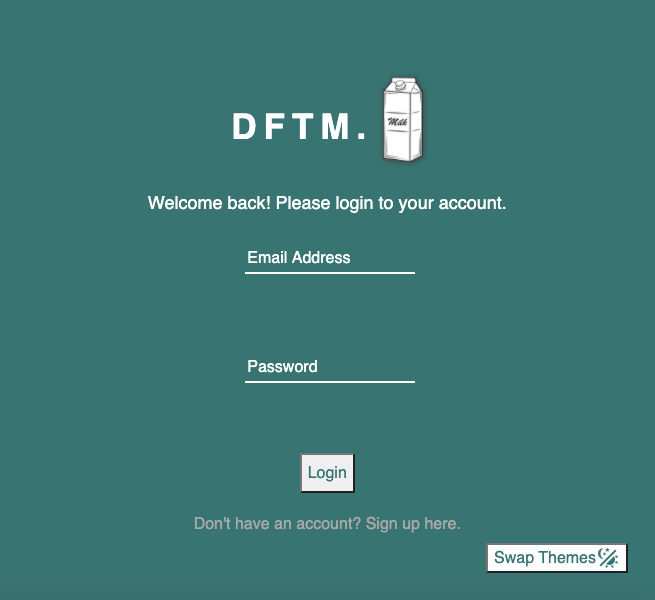 DFTM.
Milk
Welcome back! Please login to your account.
Email Address
Password
Login
Don't have an account? Sign up here.
Swap Themes